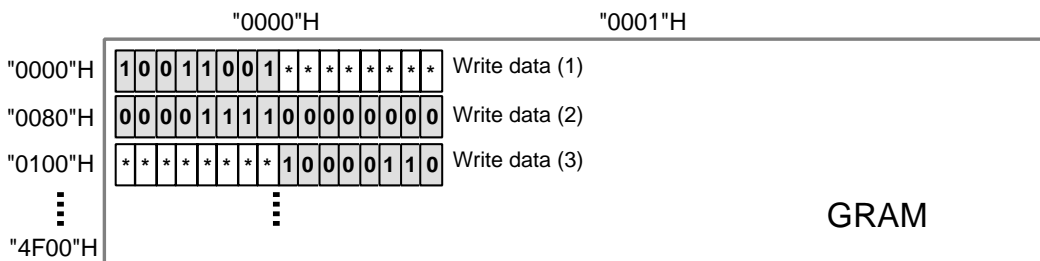 "0000"H "0001"H
"0000"H 1 0 0 1 1 0 0 1 * * * * * * * * Write data (1)
"0080"H 0 0 0 0 1 1 1 1 0 0 0 0 0 0 0 0 Write data (2)
"0100"H * * * * * * * * 1 0 0 0 0 1 1 0 Write data (3)
GRAM
"4F00"H